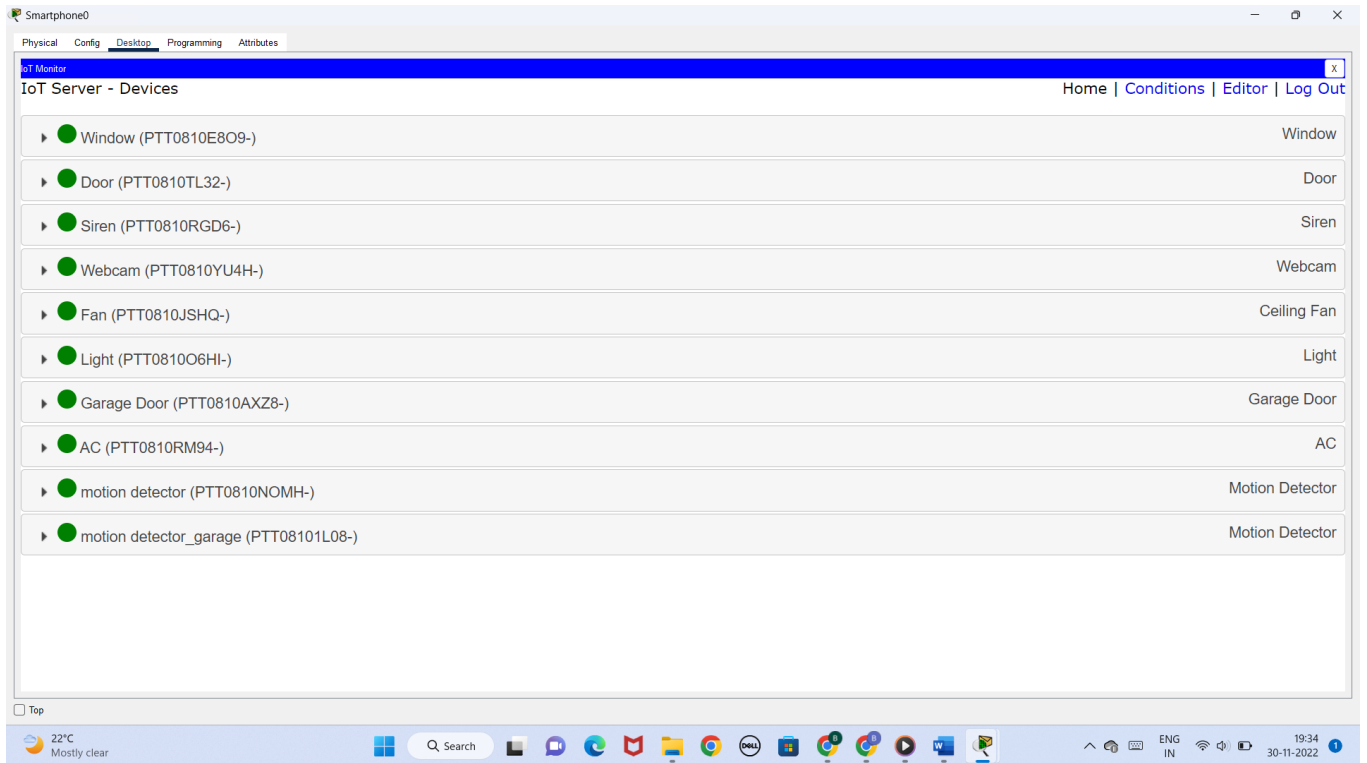 Smartphone0
Physical Config Desktop Programming Attributes
IoT Monitor X
IoT Server - Devices Home | Conditions | Editor | Log Out
Window (PTT0810E8O9-) Window
Door (PTT0810TL32-) Door
Siren (PTT0810RGD6-) Siren
Webcam (PTT0810YU4H-) Webcam
Fan (PTT0810JSHQ-) Ceiling Fan
Light (PTT0810O6HI-) Light
Garage Door (PTT0810AXZ8-) Garage Door
AC (PTT0810RM94-) AC
motion detector (PTT0810NOMH-) Motion Detector
motion detector_garage (PTT08101L08-) Motion Detector
Top
22°C
Mostly clear
Search
DELL
B
B
W
ENG
IN
19:34
30-11-2022
1